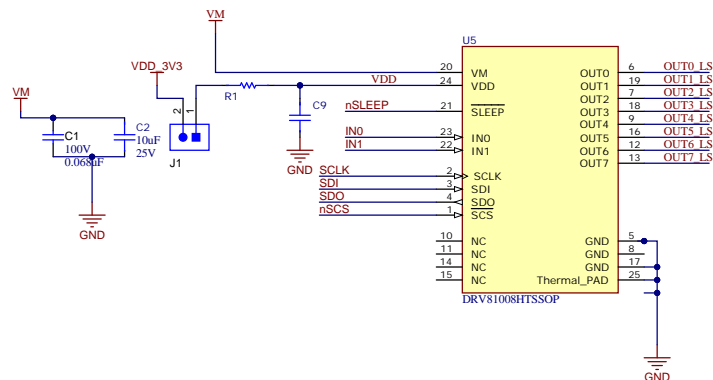 VM
U5
VDD_3V3
20
VM
OUT0
6
OUT0_LS
24
VDD
OUT1
19
OUT1_LS
R1
VDD
OUT2
7
OUT2_LS
VM
2
1
C9
nSLEEP
21
SLEEP
OUT3
18
OUT3_LS
OUT4
9
OUT4_LS
C1
100V
0.068uF
C2
10uF
25V
J1
IN0
23
IN0
OUT5
16
OUT5_LS
IN1
22
IN1
OUT6
12
OUT6_LS
OUT7
13
OUT7_LS
GND
SCLK
2
SCLK
SDI
3
SDI
SDO
4
SDO
nSCS
1
SCS
GND
10
NC
GND
5
11
NC
GND
8
14
NC
GND
17
15
NC
Thermal_PAD
25
DRV81008HTSSOP
GND